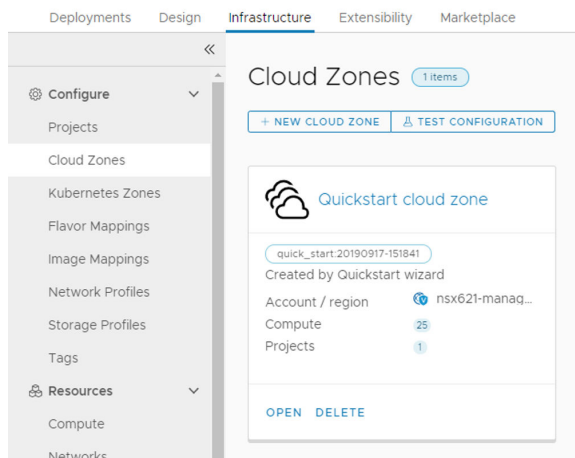 Deployments Design Infrastructure Extensibility Marketplace
«
Configure
Projects
Cloud Zones
Kubernetes Zones
Flavor Mappings
Image Mappings
Network Profiles
Storage Profiles
Tags
Resources
Compute
Networks
Cloud Zones 1 items
+ NEW CLOUD ZONE TEST CONFIGURATION
Quickstart cloud zone
quick_start:20190917-151841
Created by Quickstart wizard
Account / region nsx621-manag...
Compute 25
Projects 1
OPEN DELETE